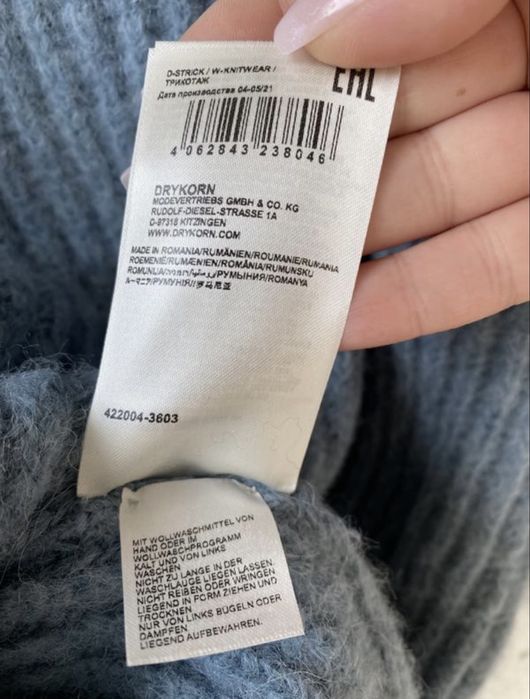 D-STRICK / W-KNITWEAR /
ТРИКОТАЖ
Дата производства 04-05/21
EAC
4 062843 238046
DRYKORN
MODEVERTRIEBS GMBH & CO. KG
RUDOLF-DIESEL-STRASSE 1A
D-97318 KITZINGEN
WWW.DRYKORN.COM
MADE IN ROMANIA/RUMÄNIEN/ROUMANIE/RUMANIA
ROEMENIË/RUMÆNIEN/ROMÂNIA/RUMUNSKU
РУМЫНИЯ/ROMANYA
ルーマニア/РУМУНІЯ/罗马尼亚
422004-3603
MIT WOLLWASCHMITTEL VON
HAND ODER IM
WOLLWASCHPROGRAMM
KALT UND VON LINKS
WASCHEN
NICHT ZU LANGE IN DER
WASCHLAUGE LIEGEN LASSEN.
NICHT REIBEN ODER WRINGEN
LIEGEND IN FORM ZIEHEN UND
TROCKNEN
NUR VON LINKS BÜGELN ODER
DÄMPFEN
LIEGEND AUFBEWAHREN.